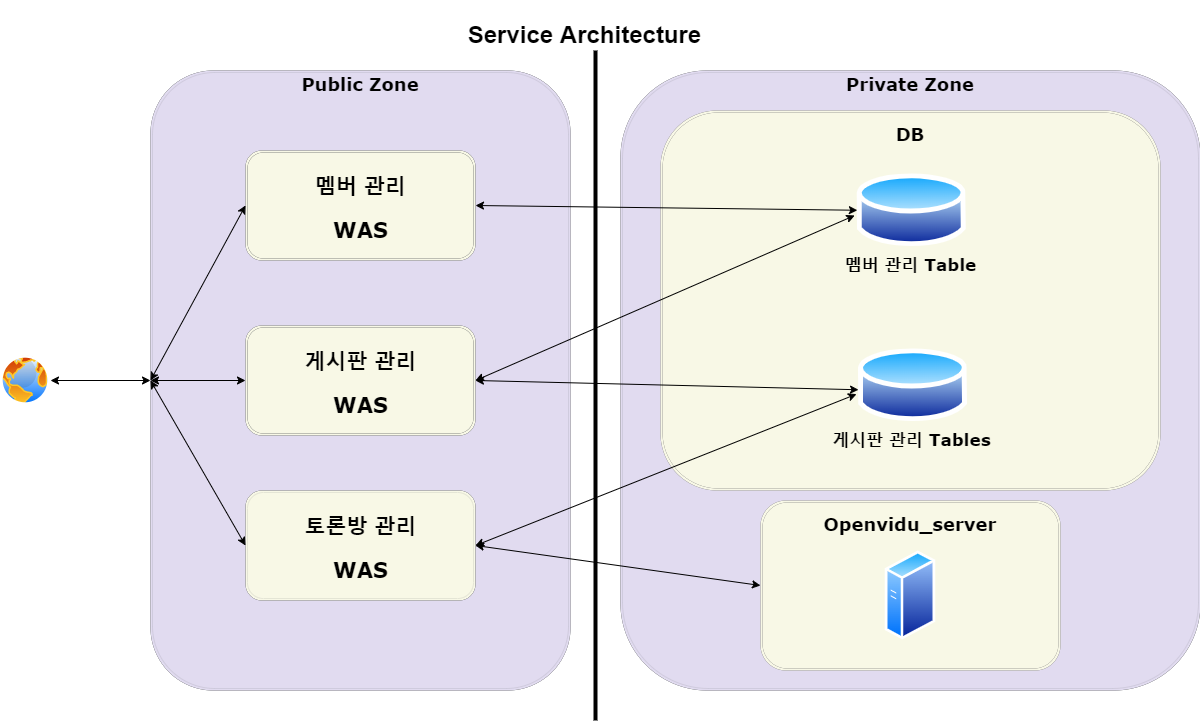 Service Architecture
Public Zone
멤버 관리
WAS
게시판 관리
WAS
토론방 관리
WAS
Private Zone
DB
멤버 관리 Table
게시판 관리 Tables
Openvidu_server